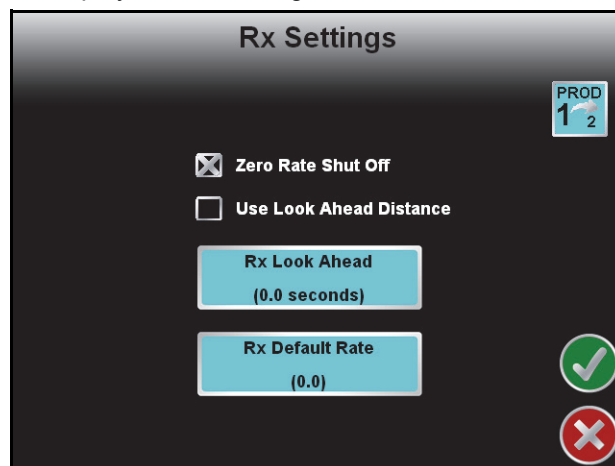 Rx Settings
PROD
1 2
Zero Rate Shut Off
Use Look Ahead Distance
Rx Look Ahead
(0.0 seconds)
Rx Default Rate
(0.0)